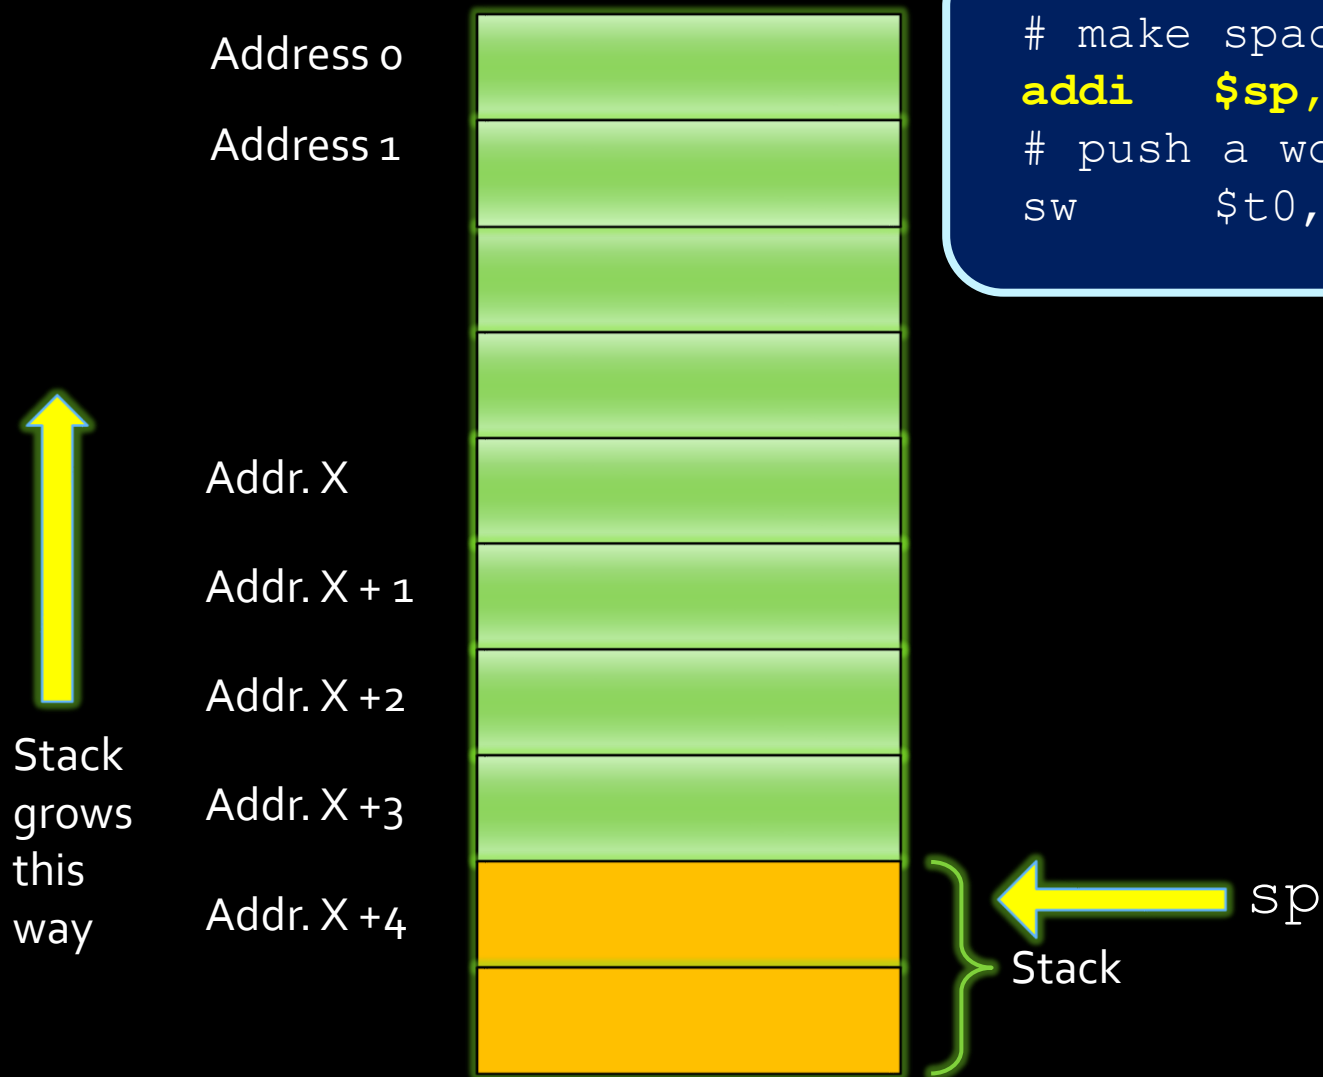 Address 0
Address 1
# make spac
addi $sp,
# push a wo
sw $t0,
Addr. X
Addr. X + 1
Addr. X +2
Addr. X +3
Addr. X +4
Stack
grows
this
way
sp
Stack